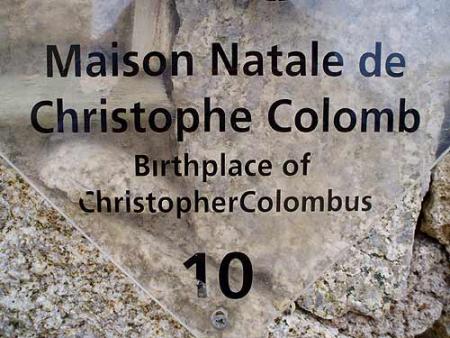 Maison Natale de
Christophe Colomb
Birthplace of
ChristopherColombus
10